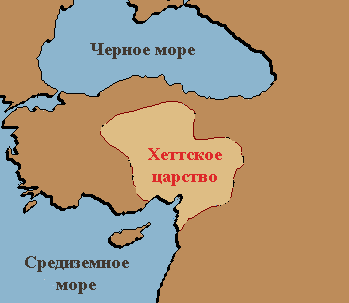 Черное море
Хеттское
царство
Средиземное
море